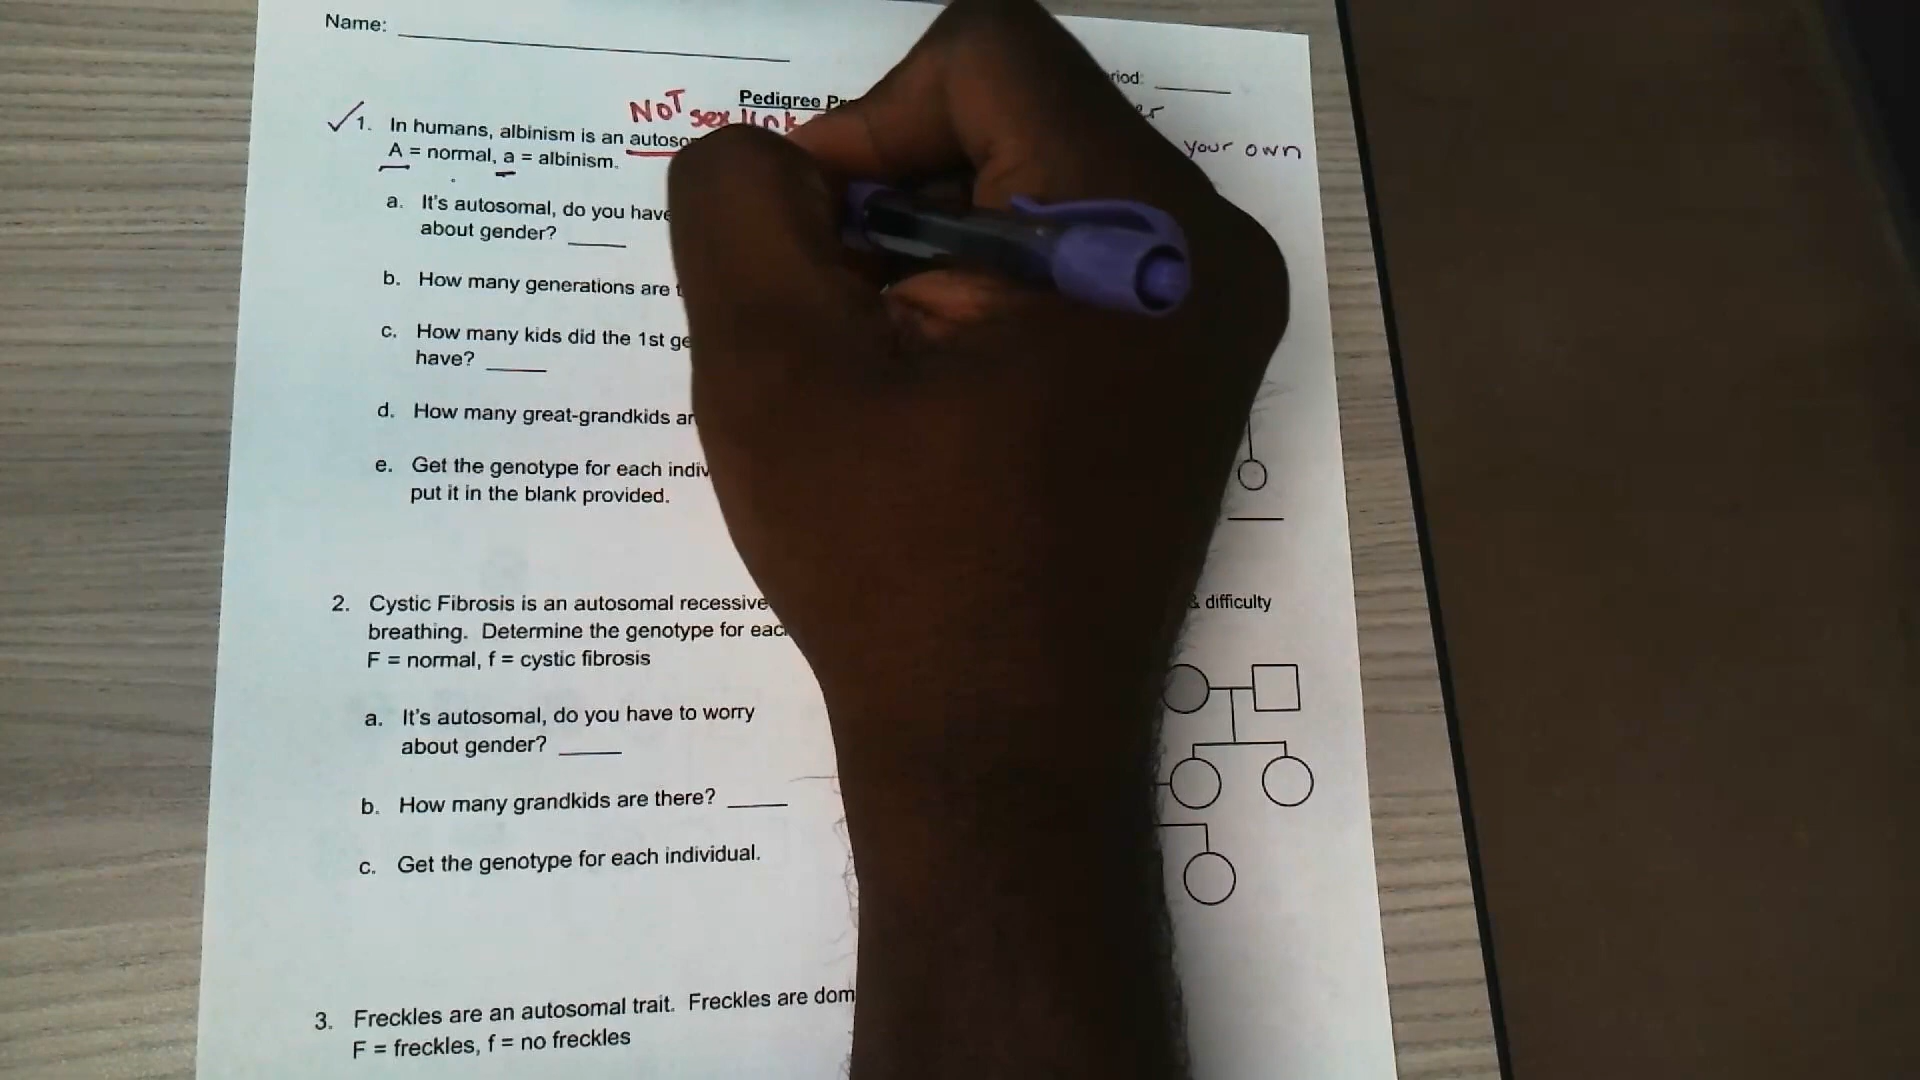 Name:
riod:
Pedigree
NOT sex link
your own
✓ 1. In humans, albinism is an
A = normal, a = albinism.
a. It's autosomal, do you have
about gender?
b. How many generations are
c. How many kids did the 1st
have?
d. How many great-grandkids
e. Get the genotype for each
put it in the blank provided.
2. Cystic Fibrosis is an autosomal recessive & difficulty
breathing. Determine the genotype for
F = normal, f = cystic fibrosis
a. It's autosomal, do you have to worry
about gender?
b. How many grandkids are there?
c. Get the genotype for each individual.
3. Freckles are an autosomal trait. Freckles are dom
F = freckles, f = no freckles